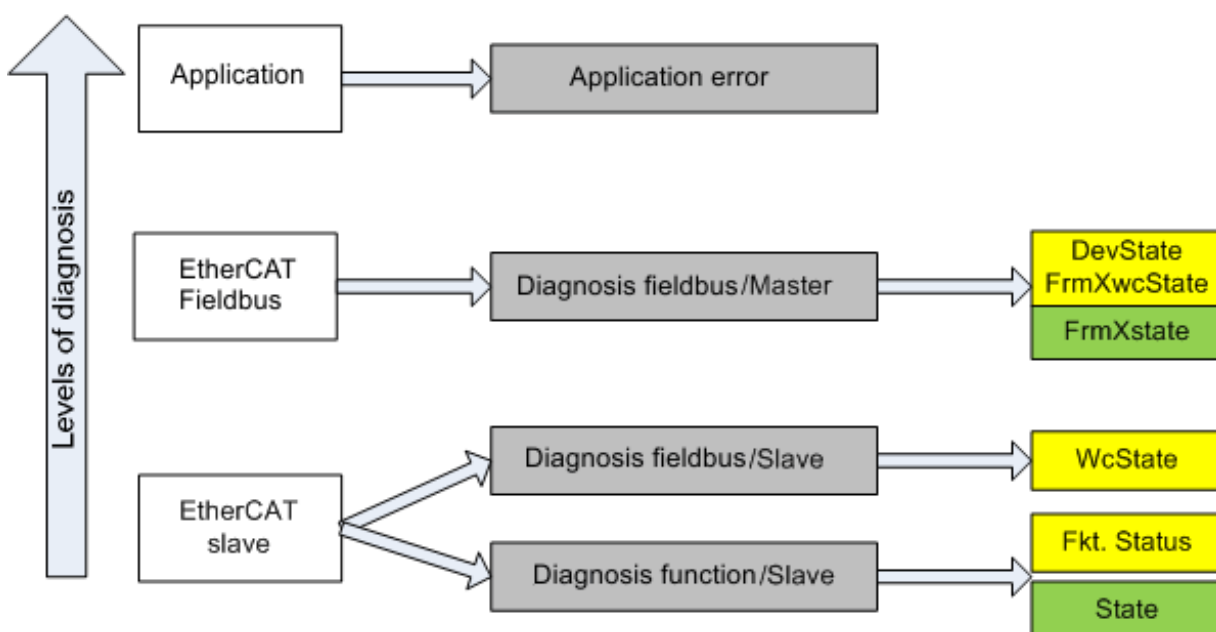 Levels of diagnosis
Application
Application error
EtherCAT
Fieldbus
Diagnosis fieldbus/Master
DevState
FrmXwcState
FrmXstate
EtherCAT
slave
Diagnosis fieldbus/Slave
WcState
Diagnosis function/Slave
Fkt. Status
State